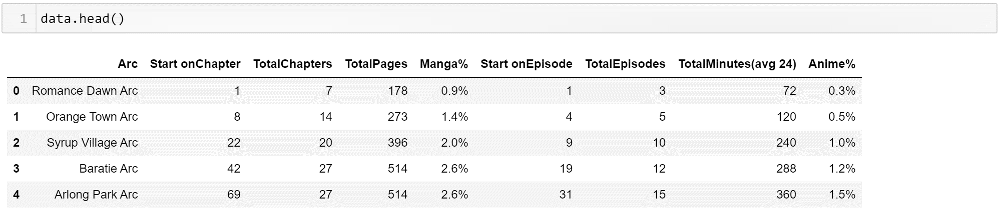 1 data.head()
Arc Start onChapter TotalChapters TotalPages Manga% Start onEpisode TotalEpisodes TotalMinutes(avg 24) Anime%
0 Romance Dawn Arc 1 7 178 0.9% 1 3 72 0.3%
1 Orange Town Arc 8 14 273 1.4% 4 5 120 0.5%
2 Syrup Village Arc 22 20 396 2.0% 9 10 240 1.0%
3 Baratie Arc 42 27 514 2.6% 19 12 288 1.2%
4 Arlong Park Arc 69 27 514 2.6% 31 15 360 1.5%